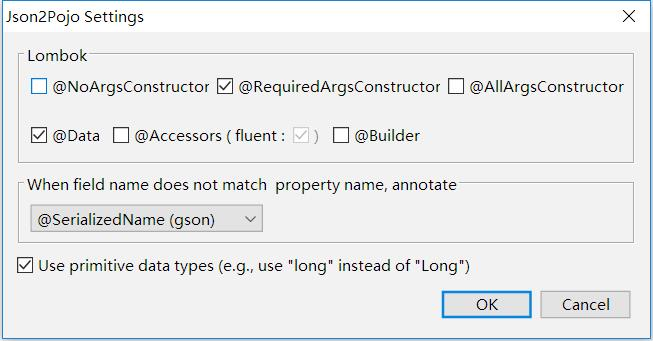 Json2Pojo Settings
Lombok
@NoArgsConstructor @RequiredArgsConstructor @AllArgsConstructor
@Data @Accessors ( fluent : ) @Builder
When field name does not match  property name, annotate
@SerializedName (gson)
Use primitive data types (e.g., use "long" instead of "Long")
OK Cancel